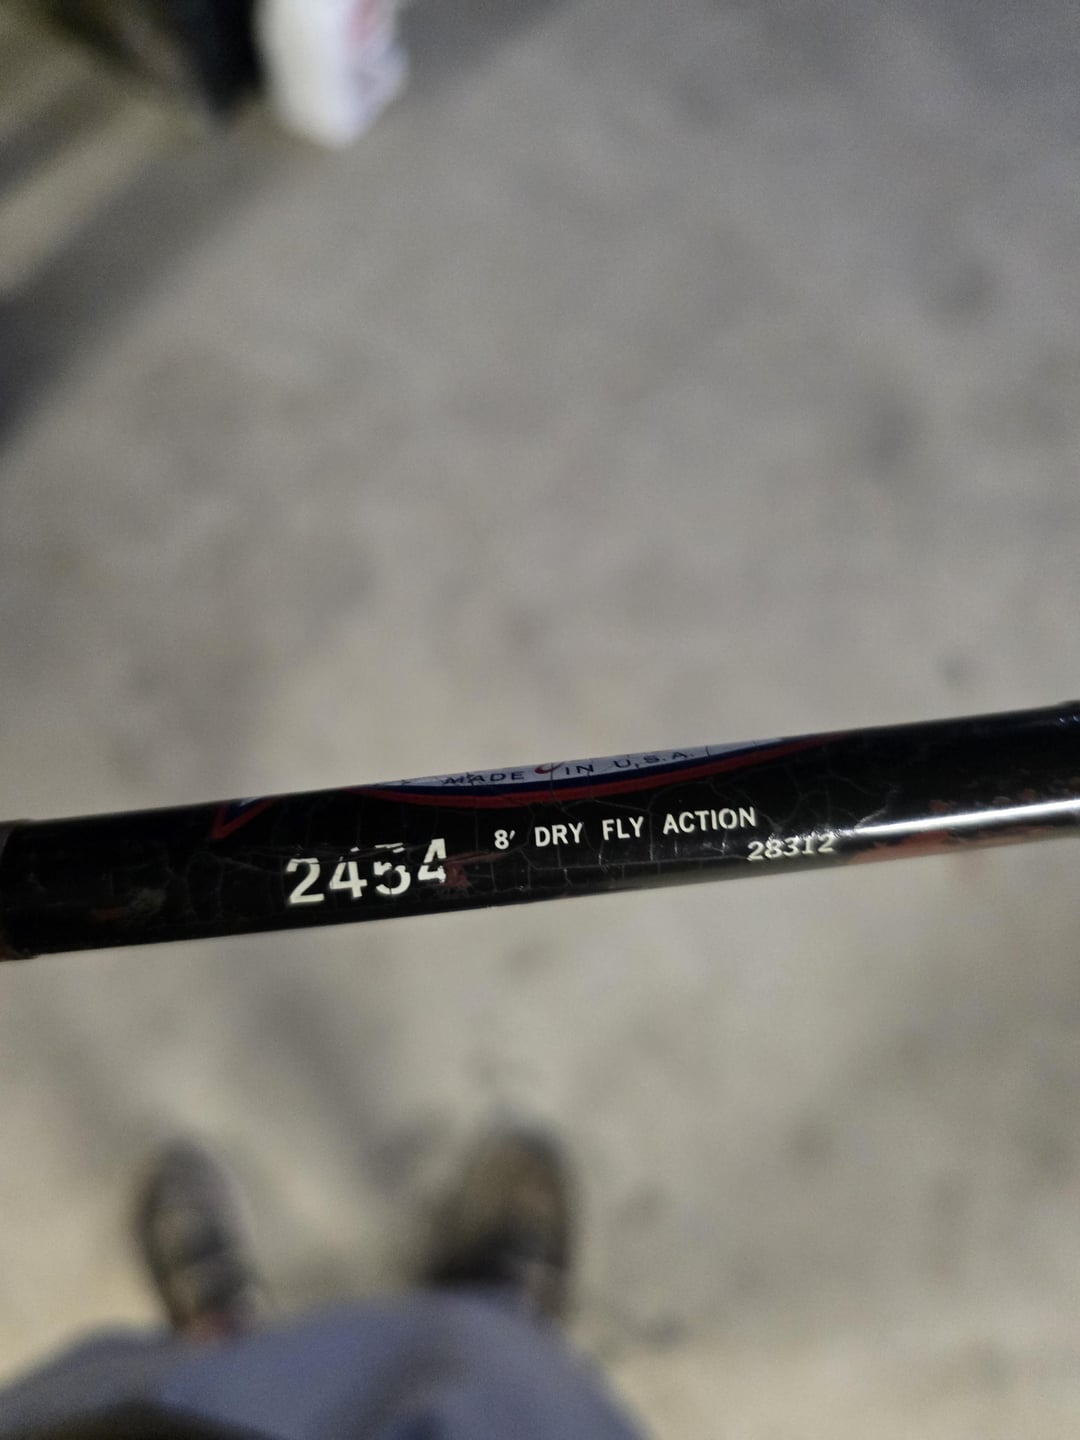 MADE IN U.S.A.
2454 8' DRY FLY ACTION
28312